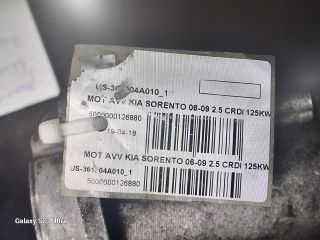 MOT AVV KIA SORENTO 06-09 2.5 CRDI 125KW
5000000126880
19-04-18
MOT AVV KIA SORENTO 06-09 2.5 CRDI 125KW
5000000126880
Galaxy S22 Ultra